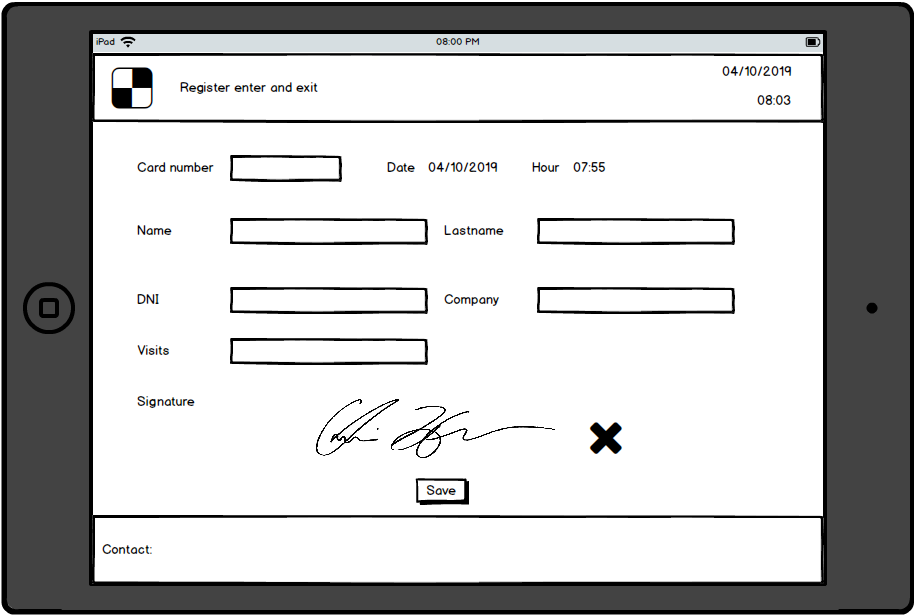 iPad 08:00 PM
04/10/2019
Register enter and exit
08:03
Card number Date 04/10/2019 Hour 07:55
Name Lastname
DNI Company
Visits
Signature
Save
Contact: